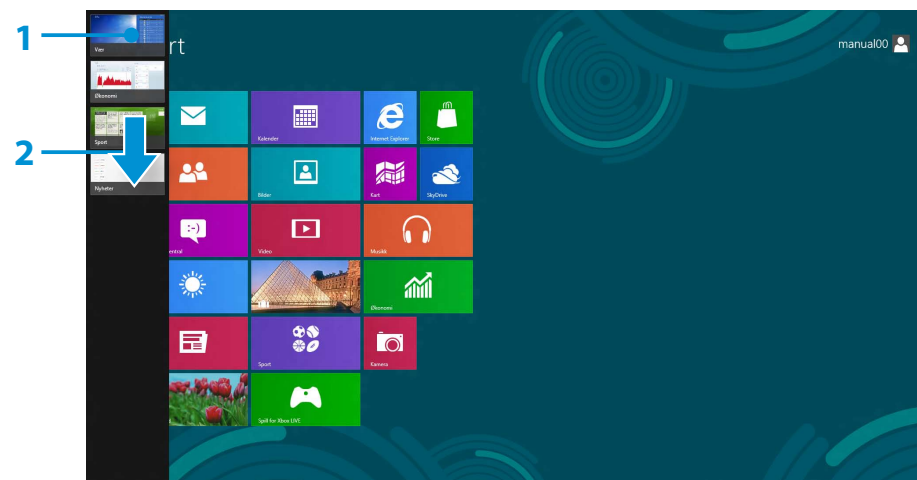 1
rt
manual00
Vær
Økonomi
Sport
2
Nyheter
Kalender
Internet Explorer
Store
Bilder
Kart
SkyDrive
entral
Video
Musikk
Økonomi
Sport
Kamera
Spill for Xbox LIVE